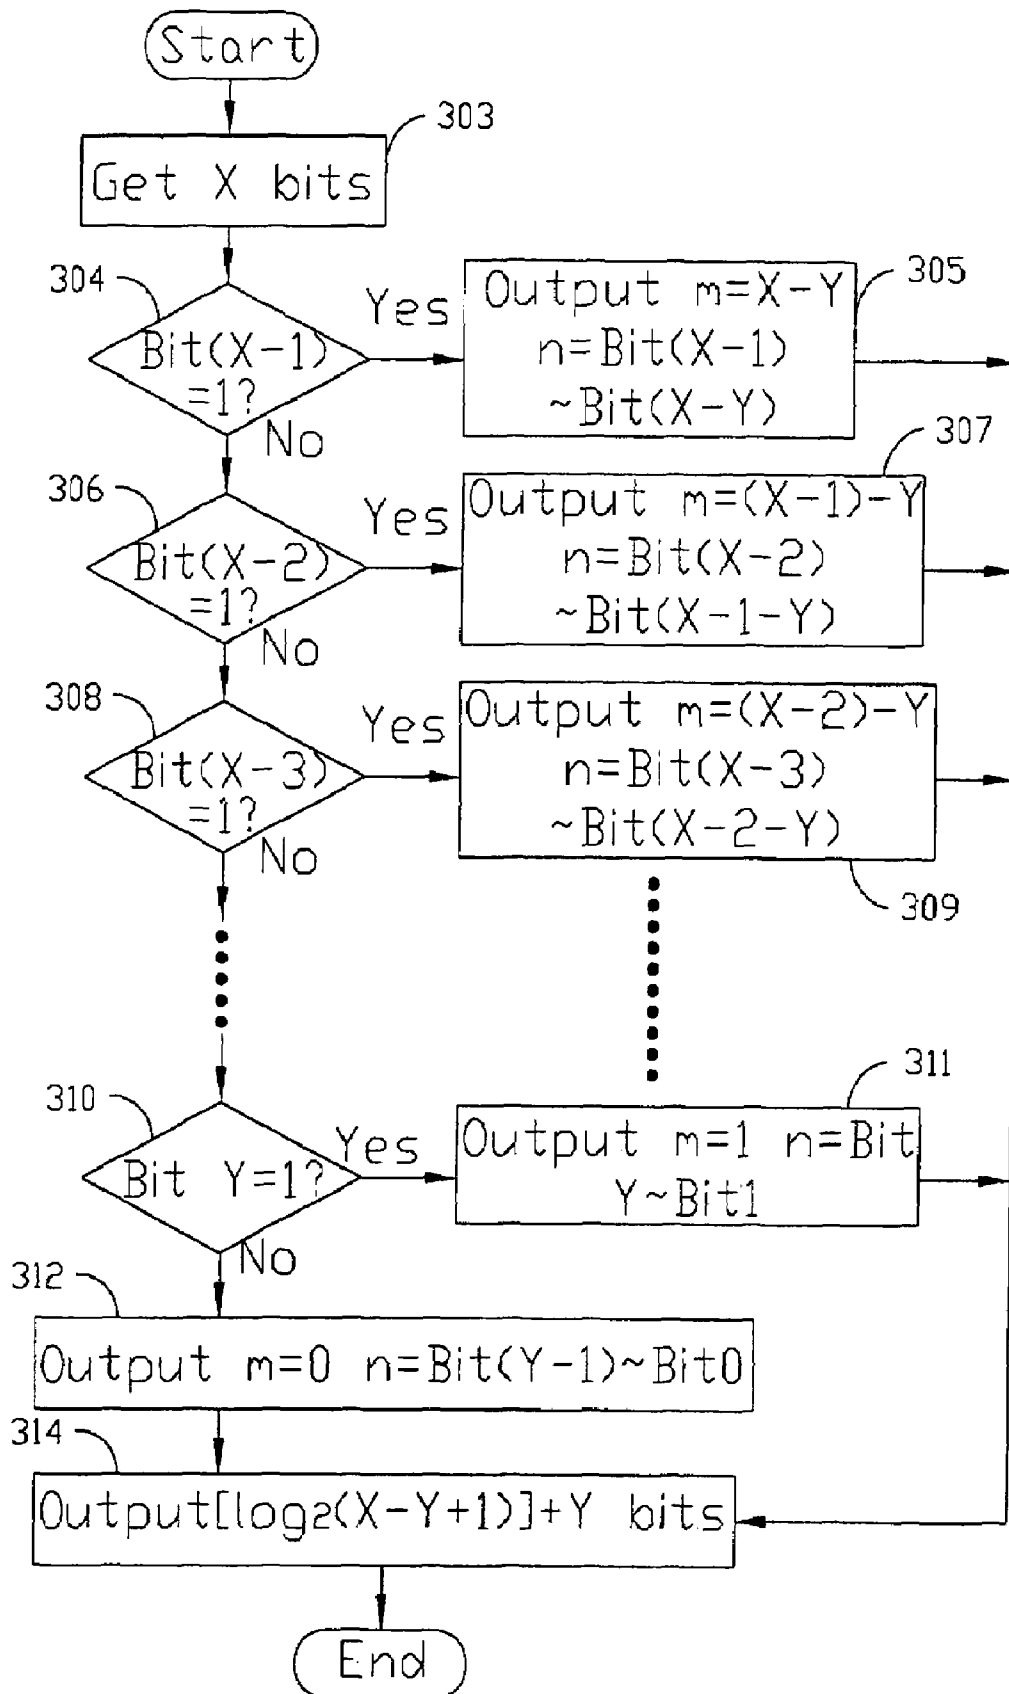 Start
303
Get X bits
304
Bit(X-1)
=1?
Yes
No
305
Output m=X-Y
n=Bit(X-1)
~Bit(X-Y)
306
Bit(X-2)
=1?
Yes
No
307
Output m=(X-1)-Y
n=Bit(X-2)
~Bit(X-1-Y)
308
Bit(X-3)
=1?
Yes
No
Output m=(X-2)-Y
n=Bit(X-3)
~Bit(X-2-Y)
309
310
Bit Y=1?
Yes
No
311
Output m=1 n=Bit
Y~Bit1
312
Output m=0 n=Bit(Y-1)~Bit0
314
Output[log2(X-Y+1)]+Y bits
End